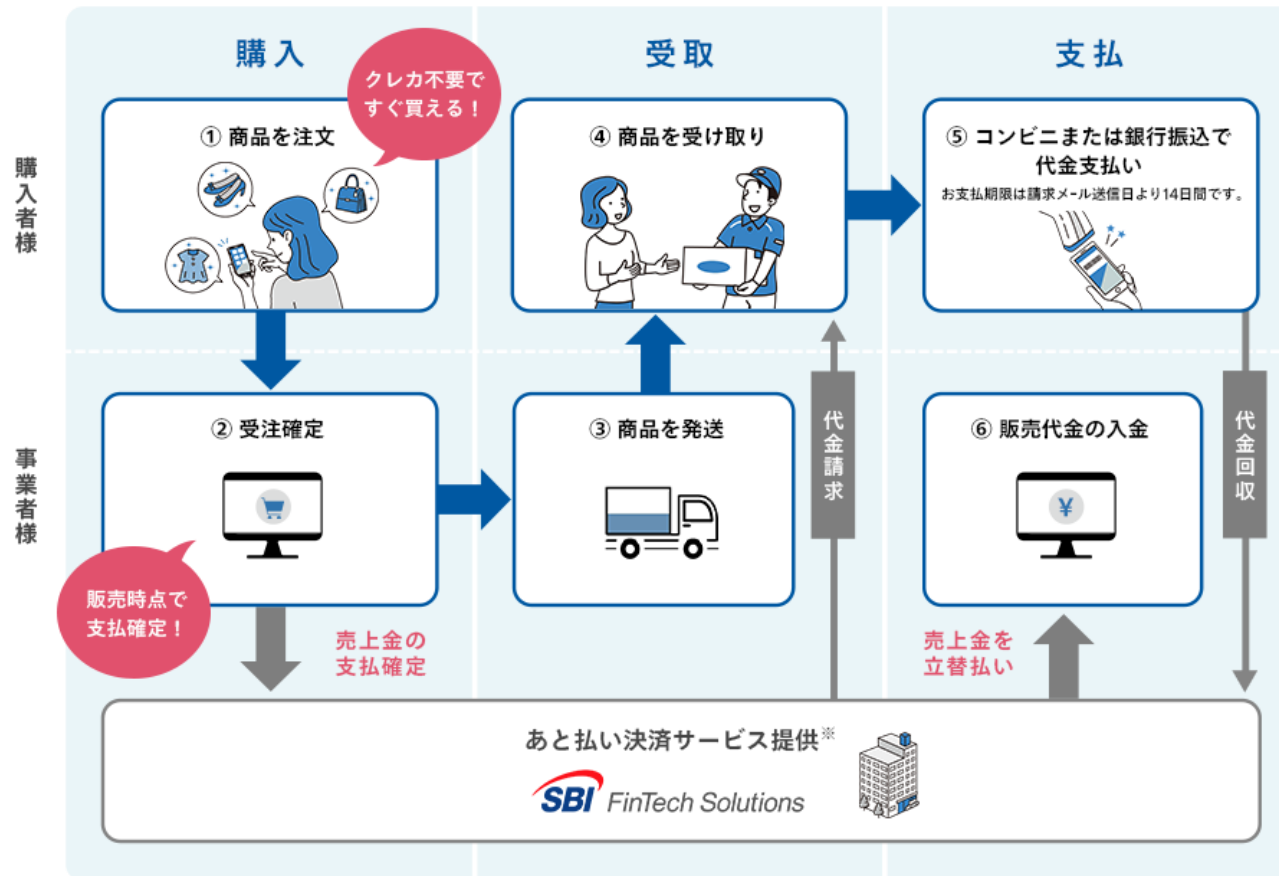 購入
受取
支払
クレカ不要で
すぐ買える！
購入者様
① 商品を注文
④ 商品を受け取り
⑤ コンビニまたは銀行振込で
代金支払い
お支払期限は請求メール送信日より14日間です。
事業者様
② 受注確定
③ 商品を発送
代金請求
⑥ 販売代金の入金
¥
代金回収
販売時点で
支払確定！
売上金の
支払確定
売上金を
立替払い
あと払い決済サービス提供※
SBI FinTech Solutions